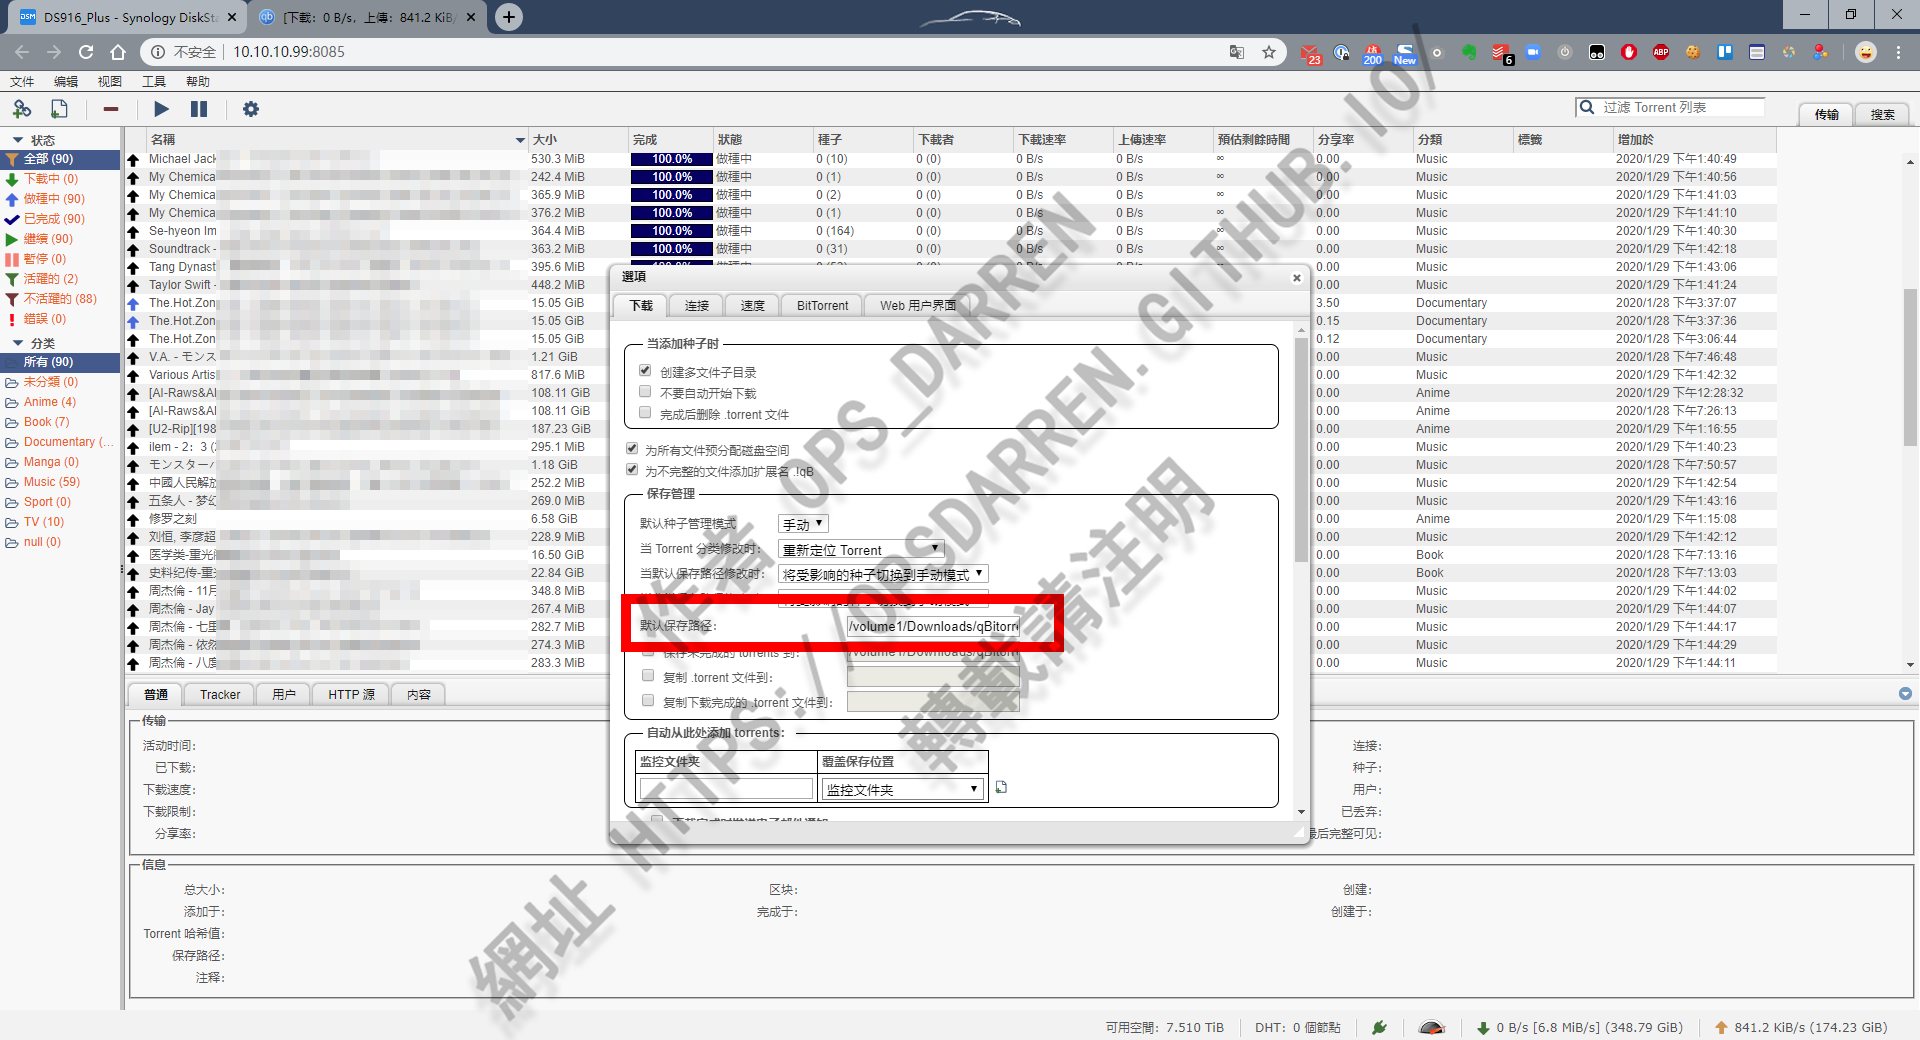 DS916_Plus - Synology DiskSt
[下載：0 B/s，上傳：841.2 KiB/
不安全 10.10.10.99:8085
23 200 New 6 ABP
文件 编辑 视图 工具 帮助
过滤 Torrent 列表
传输 搜索
状态
全部 (90)
下載中 (0)
做種中 (90)
已完成 (90)
繼續 (90)
暫停 (0)
活躍的 (2)
不活躍的 (88)
錯誤 (0)
分类
所有 (90)
未分類 (0)
Anime (4)
Book (7)
Documentary (...
Manga (0)
Music (59)
Sport (0)
TV (10)
null (0)
名稱 大小 完成 狀態 種子 下載者 下載速率 上傳速率 預估剩餘時間 分享率 分類 標籤 增加於
Michael Jack 530.3 MiB 100.0% 做種中 0 (10) 0 (0) 0 B/s 0 B/s ∞ 0.00 Music 2020/1/29 下午1:40:49
My Chemica 242.4 MiB 100.0% 做種中 0 (1) 0 (0) 0 B/s 0 B/s ∞ 0.00 Music 2020/1/29 下午1:40:56
My Chemica 365.9 MiB 100.0% 做種中 0 (2) 0 (0) 0 B/s 0 B/s ∞ 0.00 Music 2020/1/29 下午1:41:03
My Chemica 376.2 MiB 100.0% 做種中 0 (1) 0 (0) 0 B/s 0 B/s ∞ 0.00 Music 2020/1/29 下午1:41:10
Se-hyeon Im 364.4 MiB 100.0% 做種中 0 (164) 0 (0) 0 B/s 0 B/s ∞ 0.00 Music 2020/1/29 下午1:40:30
Soundtrack - 363.2 MiB 100.0% 做種中 0 (31) 0 (0) 0 B/s 0 B/s ∞ 0.00 Music 2020/1/29 下午1:42:18
Tang Dynast 395.6 MiB 0.00 Music 2020/1/29 下午1:43:06
Taylor Swift - 448.2 MiB 0.00 Music 2020/1/29 下午1:41:24
The.Hot.Zon 15.05 GiB 3.50 Documentary 2020/1/28 下午3:37:07
The.Hot.Zon 15.05 GiB 0.15 Documentary 2020/1/28 下午3:37:36
The.Hot.Zon 15.05 GiB 0.12 Documentary 2020/1/28 下午3:06:44
V.A. - モンス 1.21 GiB 0.00 Music 2020/1/28 下午7:46:48
Various Artis 817.6 MiB 0.00 Music 2020/1/29 下午1:42:32
[AI-Raws&AI 108.11 GiB 0.00 Anime 2020/1/29 下午12:28:32
[AI-Raws&AI 108.11 GiB 0.00 Anime 2020/1/28 下午7:26:13
[U2-Rip][198 187.23 GiB 0.00 Anime 2020/1/29 下午1:16:55
ilem - 2：3 (2 295.1 MiB 0.00 Music 2020/1/29 下午1:40:23
モンスターハ 1.18 GiB 0.00 Music 2020/1/28 下午7:50:57
中國人民解放 252.2 MiB 0.00 Music 2020/1/29 下午1:42:54
五条人 - 梦幻 269.0 MiB 0.00 Music 2020/1/29 下午1:43:16
修罗之刻 6.58 GiB 0.00 Anime 2020/1/29 下午1:15:08
刘恒, 李彦超 228.9 MiB 0.00 Music 2020/1/29 下午1:42:12
医学类-重光 16.50 GiB 0.00 Book 2020/1/28 下午7:13:16
史料纪传-重光 22.84 GiB 0.00 Book 2020/1/28 下午7:13:03
周杰倫 - 11月 348.8 MiB 0.00 Music 2020/1/29 下午1:44:02
周杰倫 - Jay 267.4 MiB 0.00 Music 2020/1/29 下午1:44:07
周杰倫 - 七里 282.7 MiB 0.00 Music 2020/1/29 下午1:44:17
周杰倫 - 依然 274.3 MiB 0.00 Music 2020/1/29 下午1:44:29
周杰倫 - 八度 283.3 MiB 0.00 Music 2020/1/29 下午1:44:11
選項
下载 连接 速度 BitTorrent Web 用户界面
当添加种子时
创建多文件子目录
不要自动开始下载
完成后删除 .torrent 文件
为所有文件预分配磁盘空间
为不完整的文件添加扩展名 .!qB
保存管理
默认种子管理模式 手动
当 Torrent 分类修改时： 重新定位 Torrent
当默认保存路径修改时： 将受影响的种子切换到手动模式
默认保存路径： /volume1/Downloads/qBitorr
保存未完成的 torrents 到： /volume1/Downloads/qBitorr
复制 .torrent 文件到：
复制下载完成的 .torrent 文件到：
自动从此处添加 torrents：
监控文件夹 覆盖保存位置
监控文件夹
下载完成时发送电子邮件通知
普通 Tracker 用户 HTTP 源 内容
传输
活动时间：
已下载：
下载速度：
下载限制：
分享率：
连接：
种子：
用户：
已丢弃：
最后完整可见：
信息
总大小： 区块： 创建：
添加于： 完成于： 创建于：
Torrent 哈希值：
保存路径：
注释：
可用空間：7.510 TiB DHT：0 個節點 0 B/s [6.8 MiB/s] (348.79 GiB) 841.2 KiB/s (174.23 GiB)
作者 OPS_DARREN
網址 HTTPS://OPSDARREN.GITHUB.IO/
轉載請注明